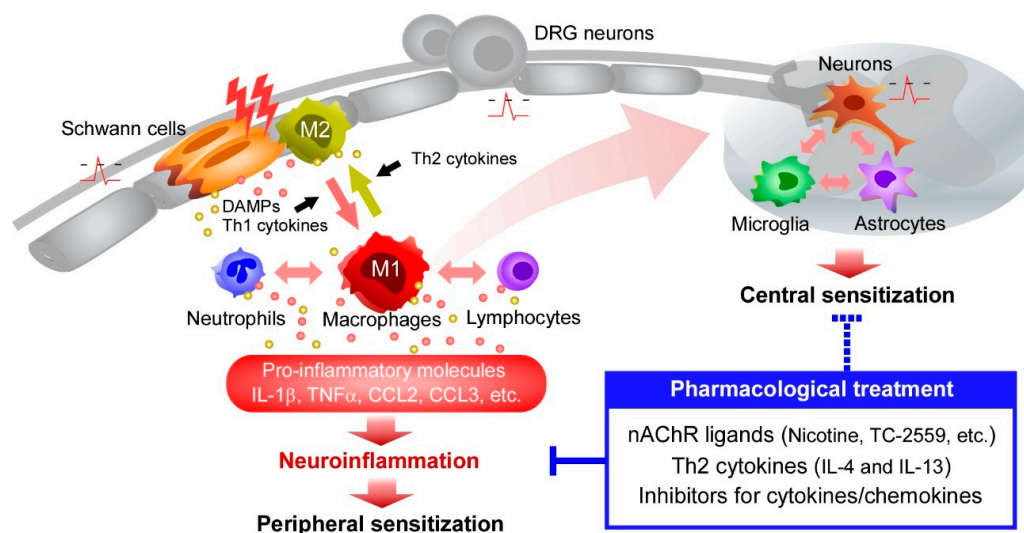 DRG neurons
Neurons
Schwann cells
M2
Th2 cytokines
DAMPs
Th1 cytokines
Microglia
Astrocytes
M1
Neutrophils
Macrophages
Lymphocytes
Central sensitization
Pro-inflammatory molecules
IL-1β, TNFα, CCL2, CCL3, etc.
Pharmacological treatment
nAChR ligands (Nicotine, TC-2559, etc.)
Th2 cytokines (IL-4 and IL-13)
Inhibitors for cytokines/chemokines
Neuroinflammation
Peripheral sensitization